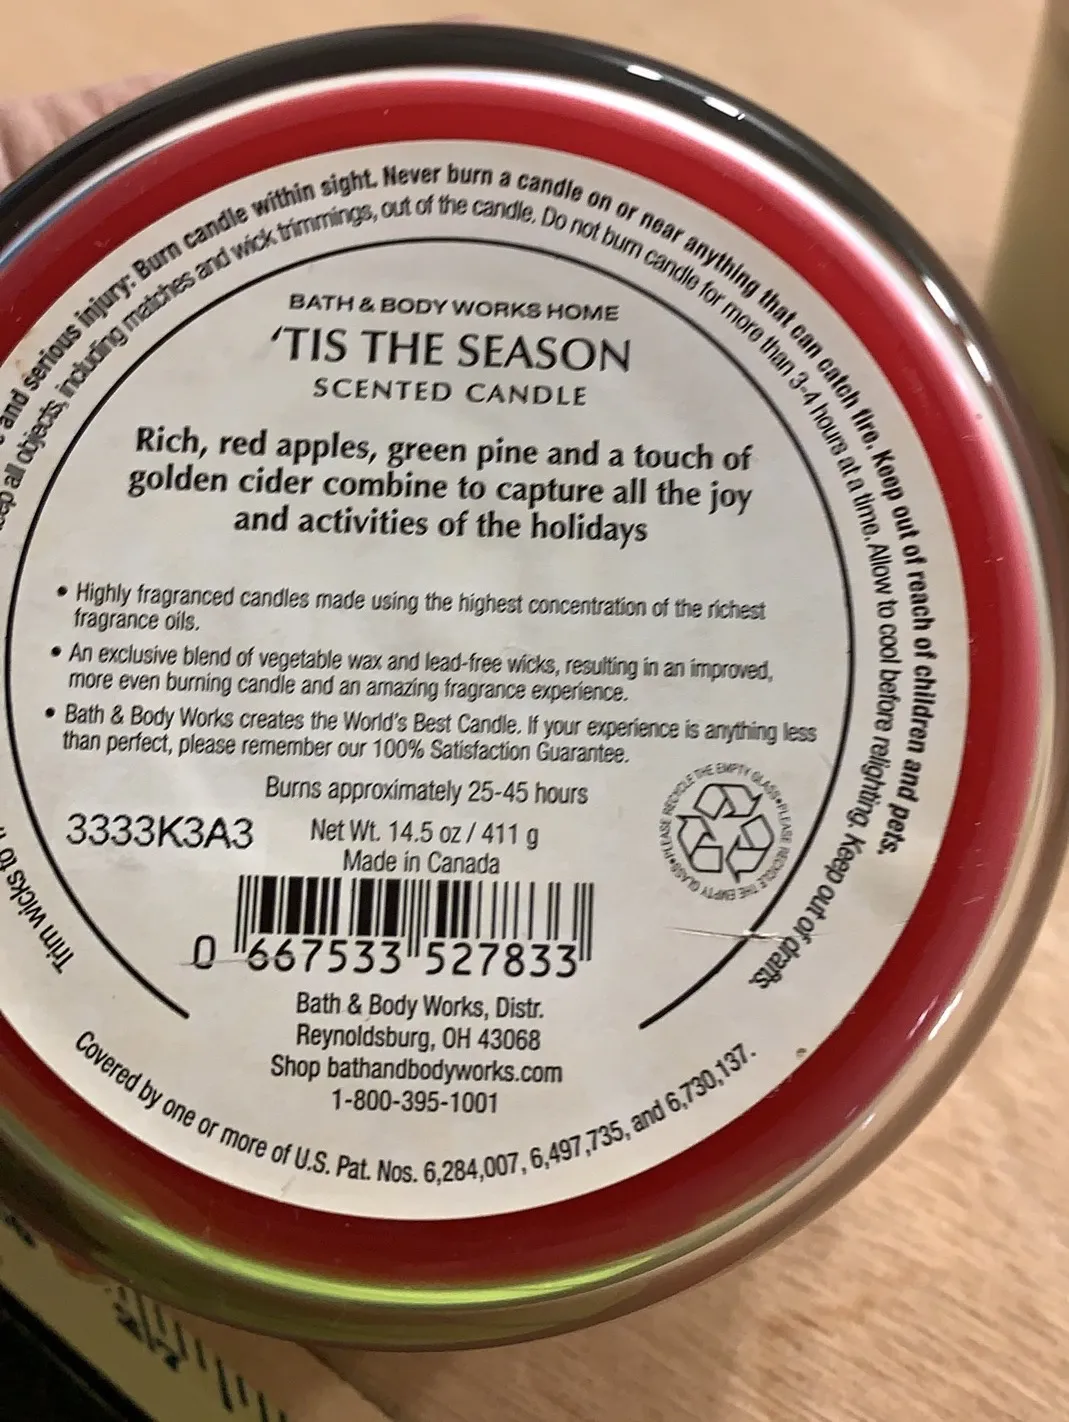 and serious injury: Burn candle within sight. Never burn a candle on or near anything that can catch fire. Keep out of reach of children and pets.
all objects, including matches and wick trimmings, out of the candle. Do not burn candle for more than 3-4 hours at a time. Allow to cool before relighting. Keep out of drafts.
Trim wicks to
BATH & BODY WORKS HOME
'TIS THE SEASON
SCENTED CANDLE
Rich, red apples, green pine and a touch of
golden cider combine to capture all the joy
and activities of the holidays
• Highly fragranced candles made using the highest concentration of the richest
fragrance oils.
• An exclusive blend of vegetable wax and lead-free wicks, resulting in an improved,
more even burning candle and an amazing fragrance experience.
• Bath & Body Works creates the World's Best Candle. If your experience is anything less
than perfect, please remember our 100% Satisfaction Guarantee.
Burns approximately 25-45 hours
3333K3A3
Net Wt. 14.5 oz / 411 g
Made in Canada
PLEASE RECYCLE THE EMPTY GLASS•PLEASE RECYCLE THE EMPTY GLASS•
0 667533 527833
Bath & Body Works, Distr.
Reynoldsburg, OH 43068
Shop bathandbodyworks.com
1-800-395-1001
Covered by one or more of U.S. Pat. Nos. 6,284,007, 6,497,735, and 6,730,137.